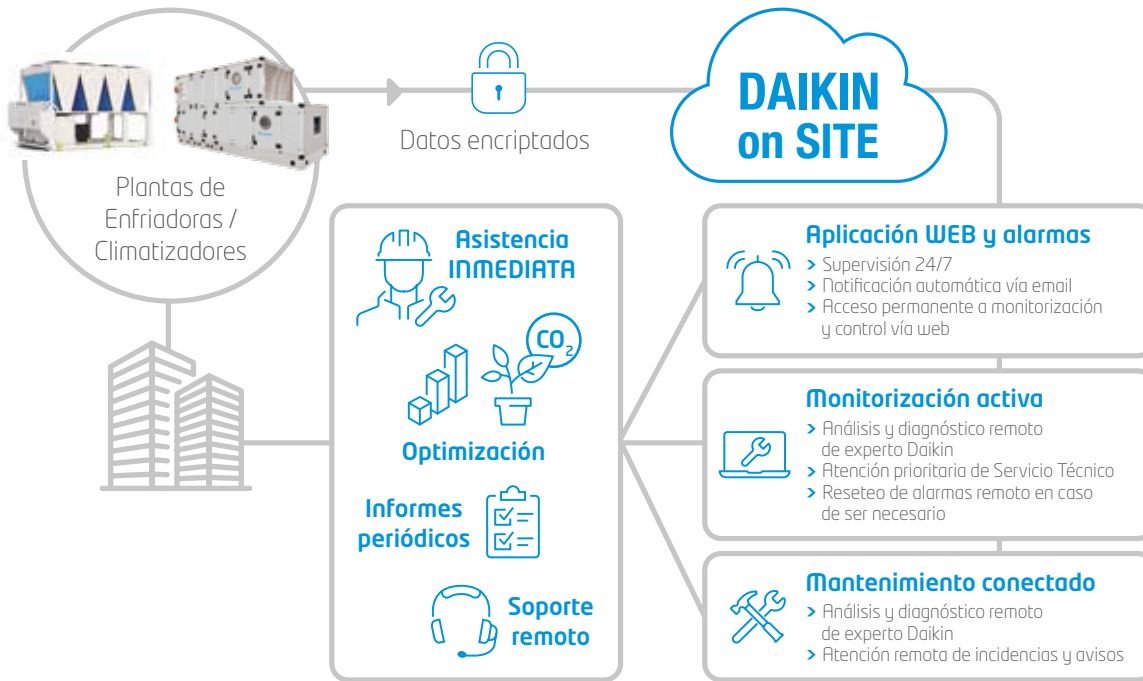 Plantas de
Enfriadoras /
Climatizadores
Datos encriptados
DAIKIN
on SITE
Asistencia
INMEDIATA
CO2
Optimización
Informes
periódicos
Soporte
remoto
Aplicación WEB y alarmas
> Supervisión 24/7
> Notificación automática vía email
> Acceso permanente a monitorización
y control vía web
Monitorización activa
> Análisis y diagnóstico remoto
de experto Daikin
> Atención prioritaria de Servicio Técnico
> Reseteo de alarmas remoto en caso
de ser necesario
Mantenimiento conectado
> Análisis y diagnóstico remoto
de experto Daikin
> Atención remota de incidencias y avisos